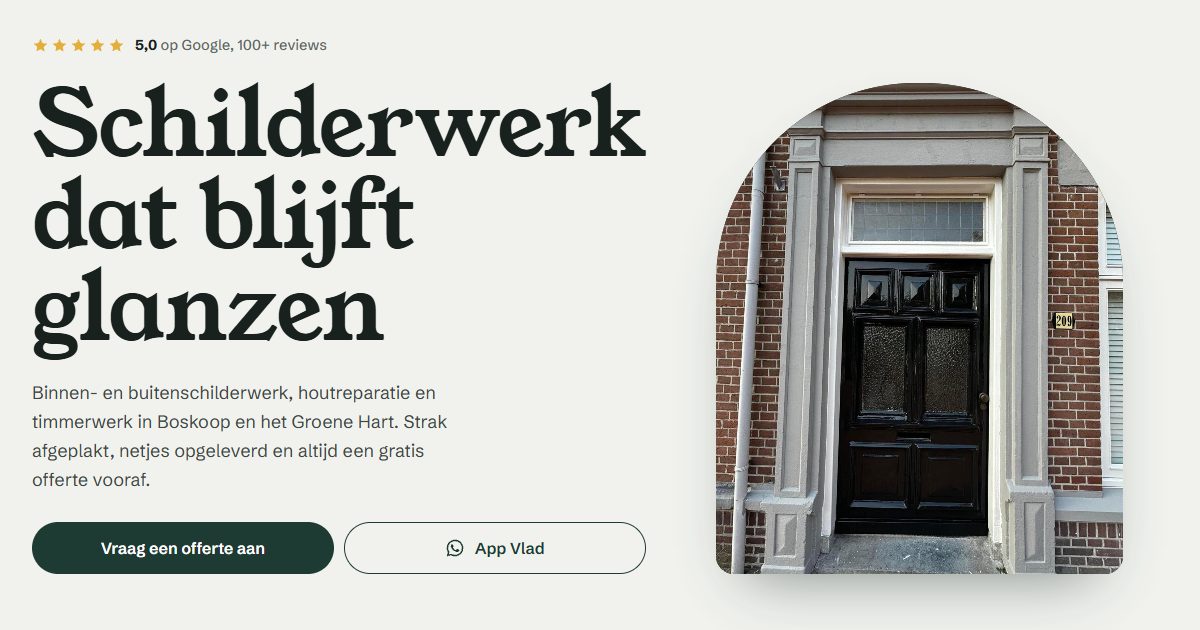 5,0 op Google, 100+ reviews
Schilderwerk
dat blijft
glanzen
Binnen- en buitenschilderwerk, houtreparatie en
timmerwerk in Boskoop en het Groene Hart. Strak
afgeplakt, netjes opgeleverd en altijd een gratis
offerte vooraf.
Vraag een offerte aan
App Vlad
209